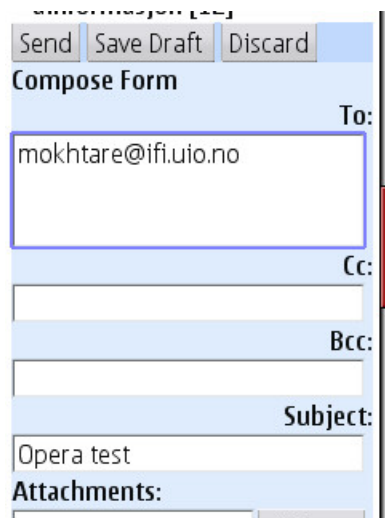 Send Save Draft Discard
Compose Form
To:
mokhtare@ifi.uio.no
Cc:
Bcc:
Subject:
Opera test
Attachments: